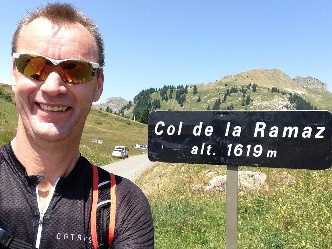 Col de la Ramaz
alt. 1619 m